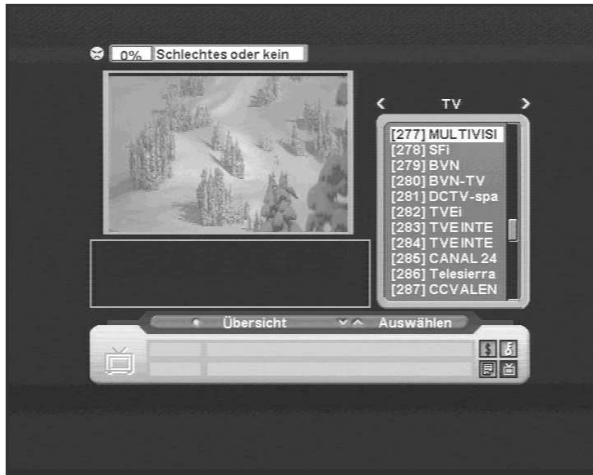 0% Schlechtes oder kein
TV
[277] MULTIVISI
[278] SFi
[279] BVN
[280] BVN-TV
[281] DCTV-spa
[282] TVEi
[283] TVE INTE
[284] TVE INTE
[285] CANAL 24
[286] Telesierra
[287] CCVALEN
Übersicht Auswählen
$